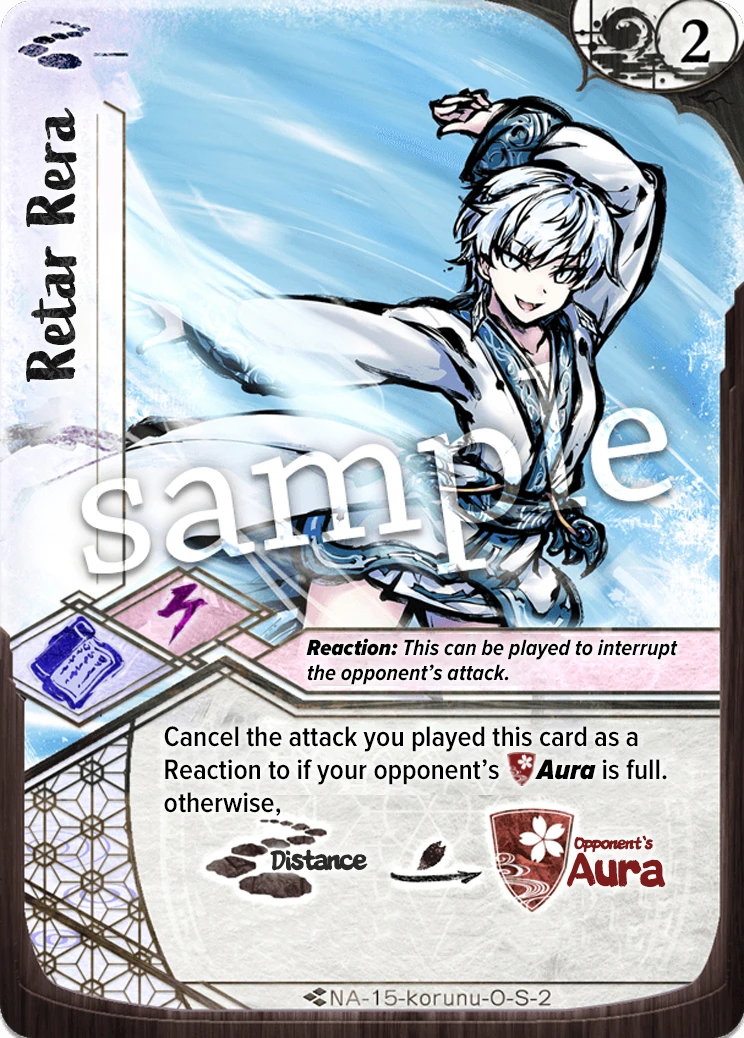 2
Retar Rera
sample
Reaction: This can be played to interrupt
the opponent's attack.
Cancel the attack you played this card as a
Reaction to if your opponent's Aura is full.
otherwise,
Distance
Opponent's
Aura
NA-15-korunu-O-S-2